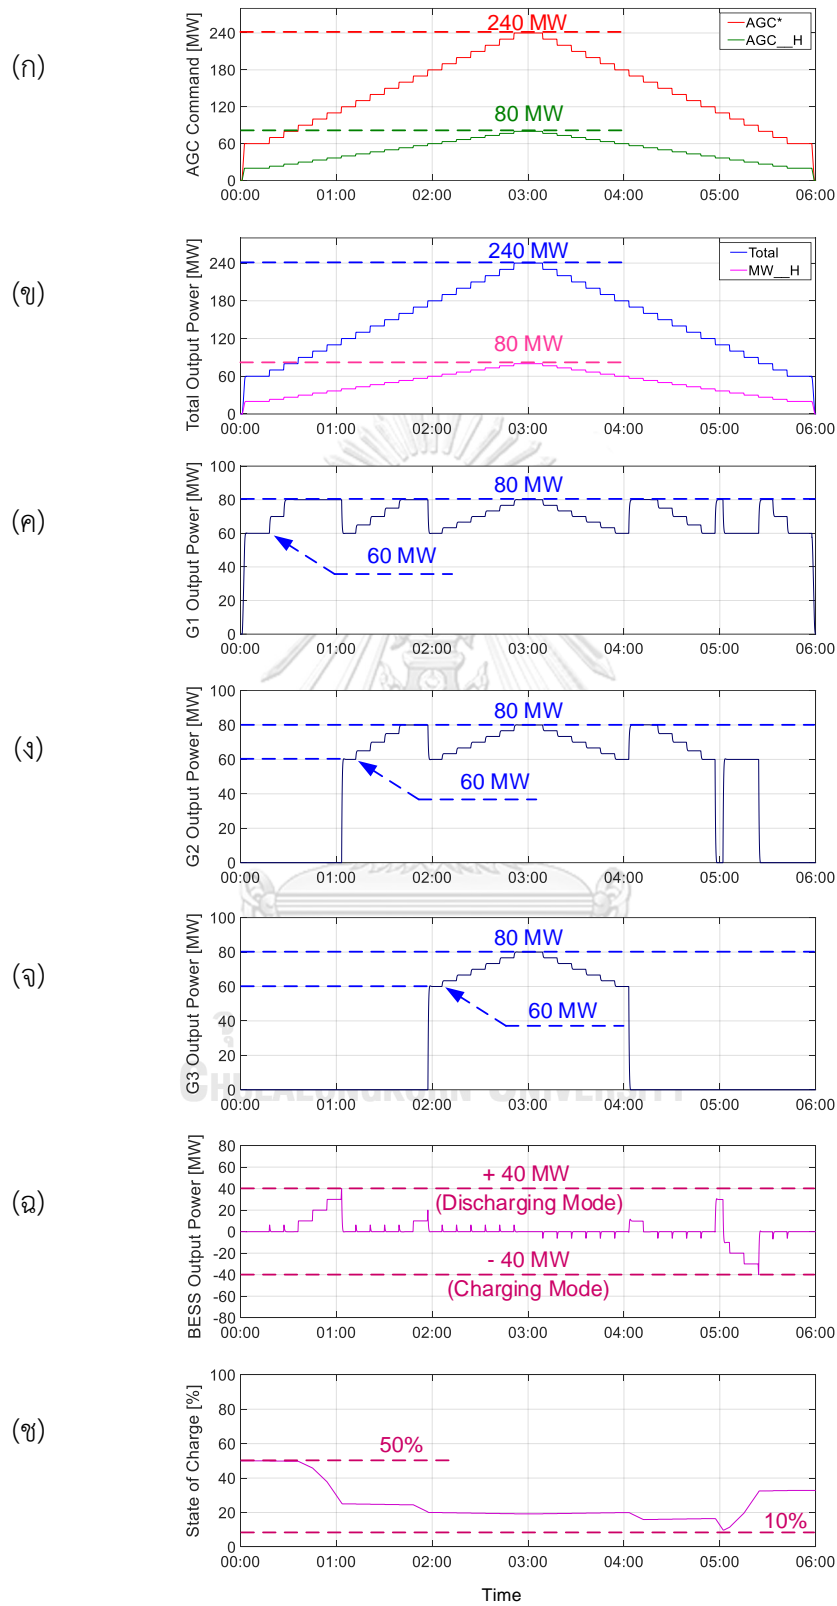 (ก)
AGC Command [MW]
240
180
120
60
0
240 MW
80 MW
AGC*
AGC__H
00:00 01:00 02:00 03:00 04:00 05:00 06:00
(ข)
Total Output Power [MW]
240
180
120
60
0
240 MW
80 MW
Total
MW__H
00:00 01:00 02:00 03:00 04:00 05:00 06:00
(ค)
G1 Output Power [MW]
100
80
60
40
20
0
80 MW
60 MW
00:00 01:00 02:00 03:00 04:00 05:00 06:00
(ง)
G2 Output Power [MW]
100
80
60
40
20
0
80 MW
60 MW
00:00 01:00 02:00 03:00 04:00 05:00 06:00
(จ)
G3 Output Power [MW]
100
80
60
40
20
0
80 MW
60 MW
00:00 01:00 02:00 03:00 04:00 05:00 06:00
CHULALONGKORN UNIVERSITY
(ฉ)
BESS Output Power [MW]
80
60
40
20
0
-20
-40
-60
-80
+ 40 MW
(Discharging Mode)
- 40 MW
(Charging Mode)
00:00 01:00 02:00 03:00 04:00 05:00 06:00
(ช)
State of Charge [%]
100
80
60
40
20
0
50%
10%
00:00 01:00 02:00 03:00 04:00 05:00 06:00
Time